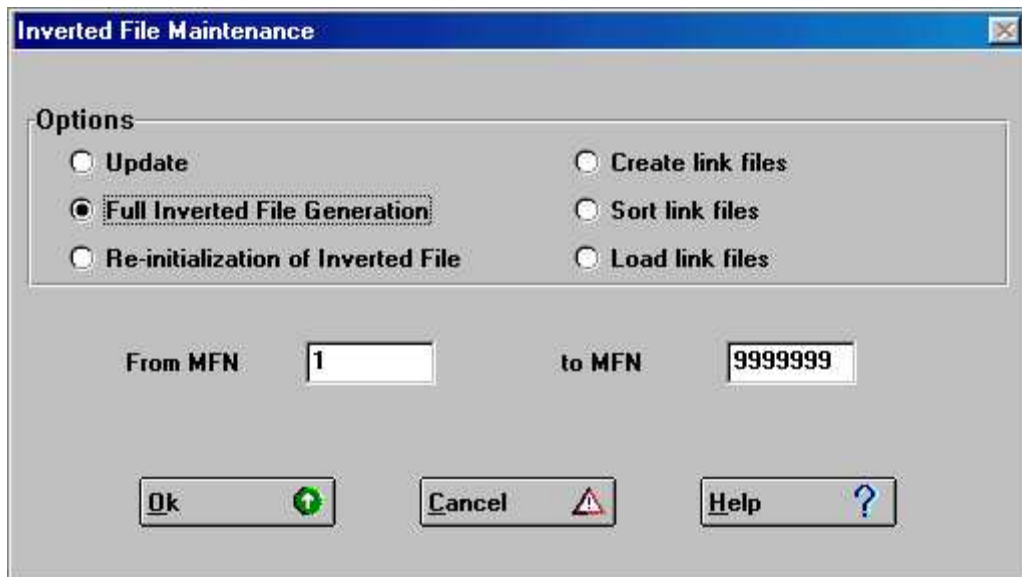 Inverted File Maintenance
Options
Update
Create link files
Full Inverted File Generation
Sort link files
Re-initialization of Inverted File
Load link files
From MFN 1 to MFN 9999999
Ok Cancel Help ?